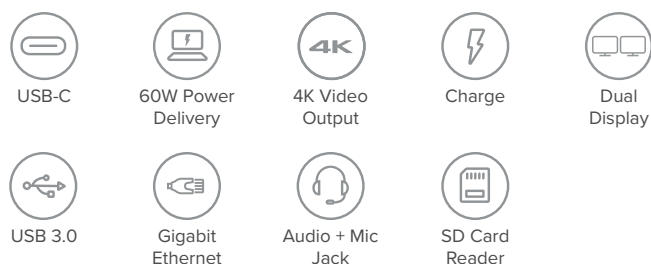 4K
USB-C
60W Power
Delivery
4K Video
Output
Charge
Dual
Display
USB 3.0
Gigabit
Ethernet
Audio + Mic
Jack
SD Card
Reader